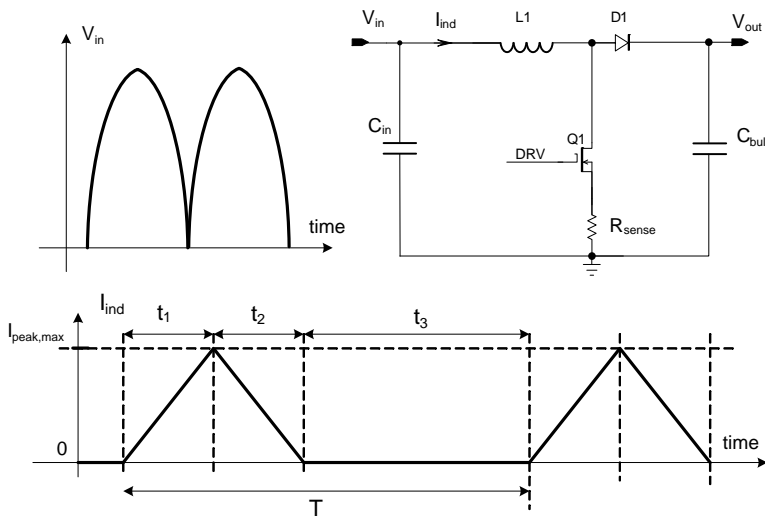 V_in
time
V_in
I_ind
L1
D1
V_out
C_in
DRV
Q1
R_sense
C_bul
I_ind
t_1
t_2
t_3
I_peak,max
0
time
T